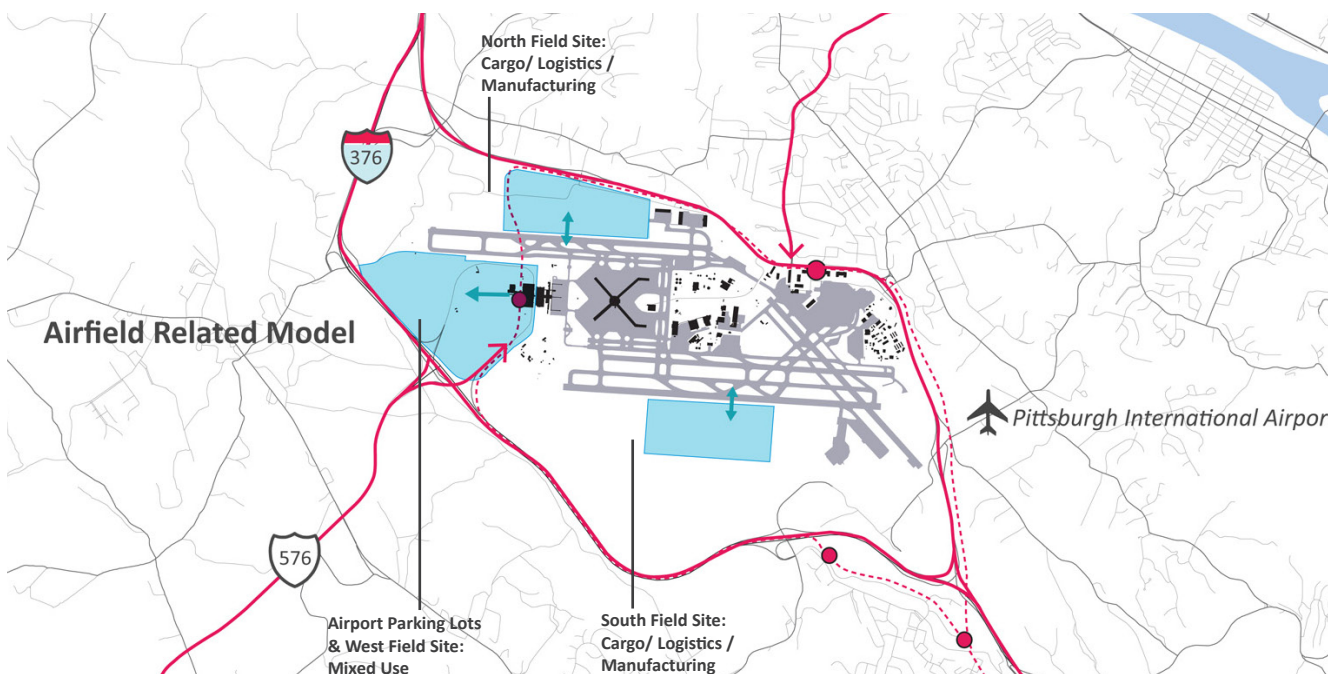 North Field Site:
Cargo/ Logistics /
Manufacturing
376
Airfield Related Model
Pittsburgh International Airpor
576
Airport Parking Lots
& West Field Site:
Mixed Use
South Field Site:
Cargo/ Logistics /
Manufacturing